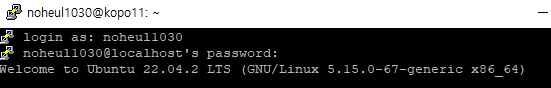 noheul1030@kopo11: ~
login as: noheul1030
noheul1030@localhost's password:
Welcome to Ubuntu 22.04.2 LTS (GNU/Linux 5.15.0-67-generic x86_64)